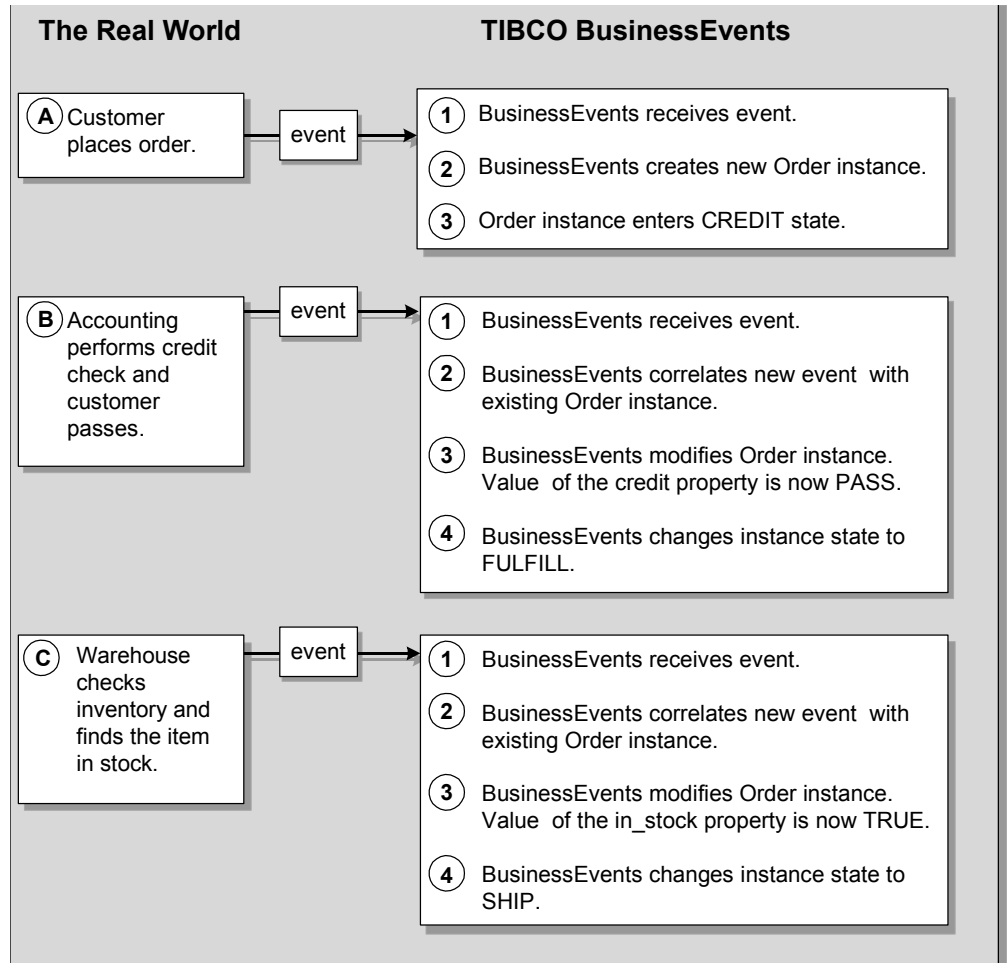 The Real World
TIBCO BusinessEvents
A Customer
places order.
event
1 BusinessEvents receives event.
2 BusinessEvents creates new Order instance.
3 Order instance enters CREDIT state.
B Accounting
performs credit
check and
customer
passes.
event
1 BusinessEvents receives event.
2 BusinessEvents correlates new event with
existing Order instance.
3 BusinessEvents modifies Order instance.
Value of the credit property is now PASS.
4 BusinessEvents changes instance state to
FULFILL.
C Warehouse
checks
inventory and
finds the item
in stock.
event
1 BusinessEvents receives event.
2 BusinessEvents correlates new event with
existing Order instance.
3 BusinessEvents modifies Order instance.
Value of the in_stock property is now TRUE.
4 BusinessEvents changes instance state to
SHIP.